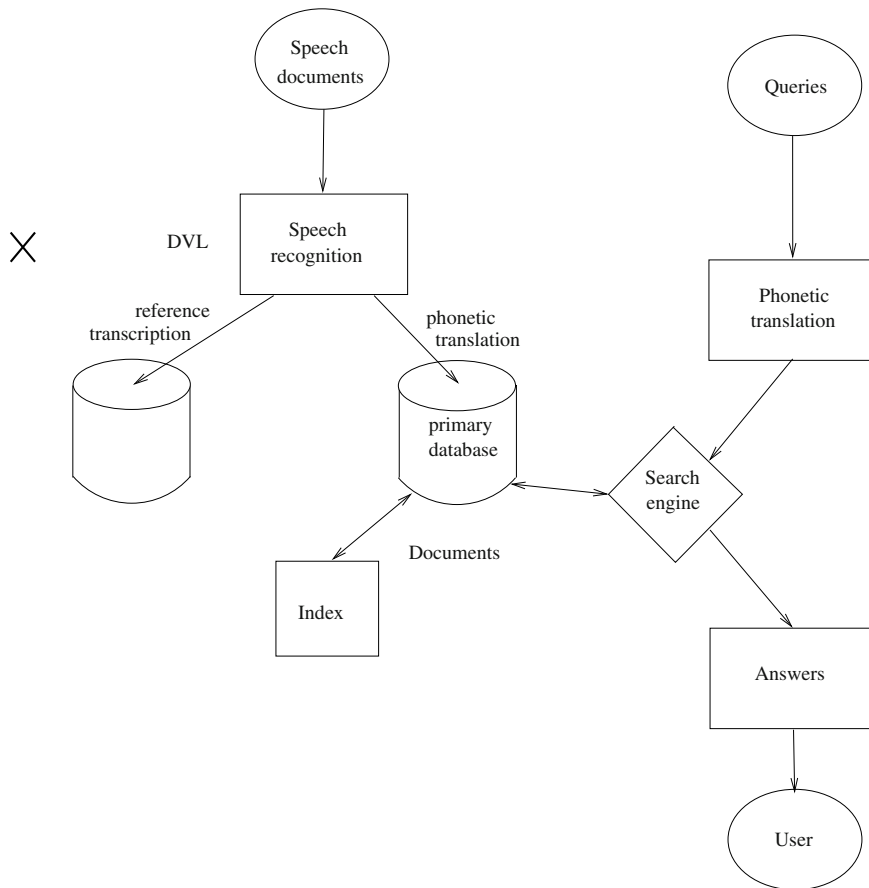 Speech
documents
Queries
DVL
Speech
recognition
Phonetic
translation
reference
transcription
phonetic
translation
primary
database
Search
engine
Documents
Index
Answers
User